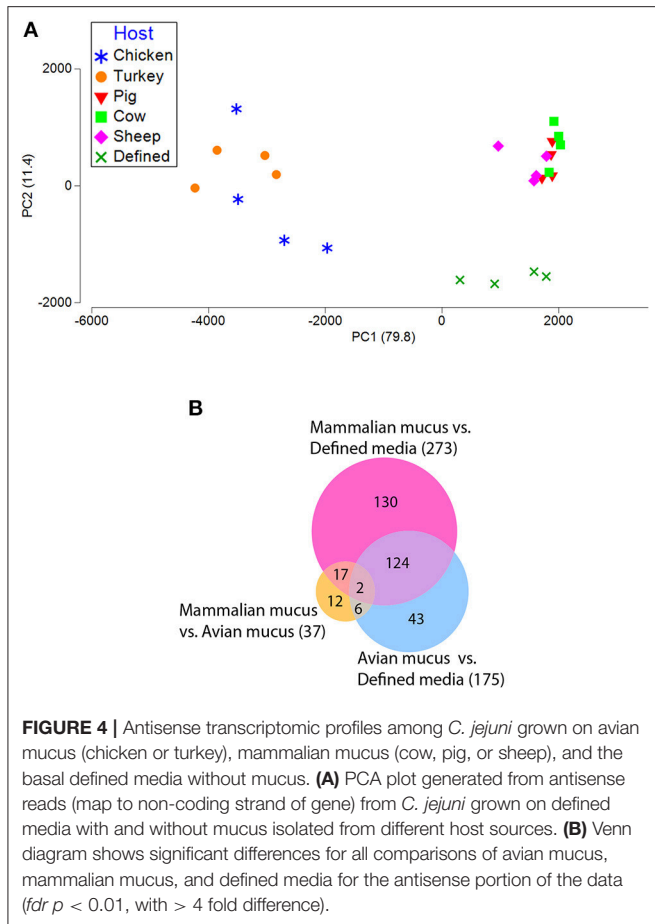 A
Host
Chicken
Turkey
Pig
Cow
Sheep
Defined
2000
0
-2000
PC2 (11.4)
-6000 -4000 -2000 0 2000
PC1 (79.8)
B
Mammalian mucus vs.
Defined media (273)
130
124
17
2
12
6
43
Mammalian mucus
vs. Avian mucus (37)
Avian mucus vs.
Defined media (175)
FIGURE 4 | Antisense transcriptomic profiles among C. jejuni grown on avian
mucus (chicken or turkey), mammalian mucus (cow, pig, or sheep), and the
basal defined media without mucus. (A) PCA plot generated from antisense
reads (map to non-coding strand of gene) from C. jejuni grown on defined
media with and without mucus isolated from different host sources. (B) Venn
diagram shows significant differences for all comparisons of avian mucus,
mammalian mucus, and defined media for the antisense portion of the data
(fdr p < 0.01, with > 4 fold difference).